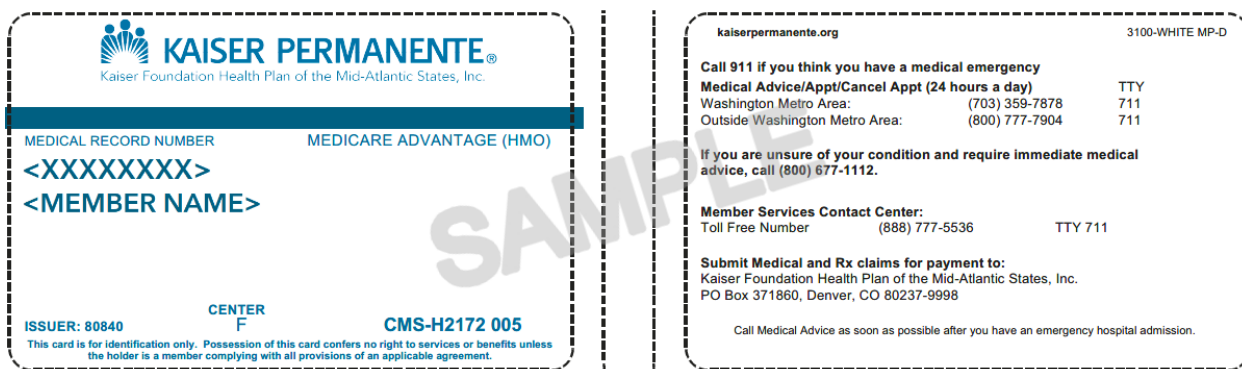 KAISER PERMANENTE®
Kaiser Foundation Health Plan of the Mid-Atlantic States, Inc.
MEDICAL RECORD NUMBER MEDICARE ADVANTAGE (HMO)
<XXXXXXXX>
<MEMBER NAME>
CENTER
ISSUER: 80840 F CMS-H2172 005
This card is for identification only. Possession of this card confers no right to services or benefits unless
the holder is a member complying with all provisions of an applicable agreement.
SAMPLE
kaiserpermanente.org 3100-WHITE MP-D
Call 911 if you think you have a medical emergency
Medical Advice/Appt/Cancel Appt (24 hours a day) TTY
Washington Metro Area: (703) 359-7878 711
Outside Washington Metro Area: (800) 777-7904 711
If you are unsure of your condition and require immediate medical
advice, call (800) 677-1112.
Member Services Contact Center:
Toll Free Number (888) 777-5536 TTY 711
Submit Medical and Rx claims for payment to:
Kaiser Foundation Health Plan of the Mid-Atlantic States, Inc.
PO Box 371860, Denver, CO 80237-9998
Call Medical Advice as soon as possible after you have an emergency hospital admission.